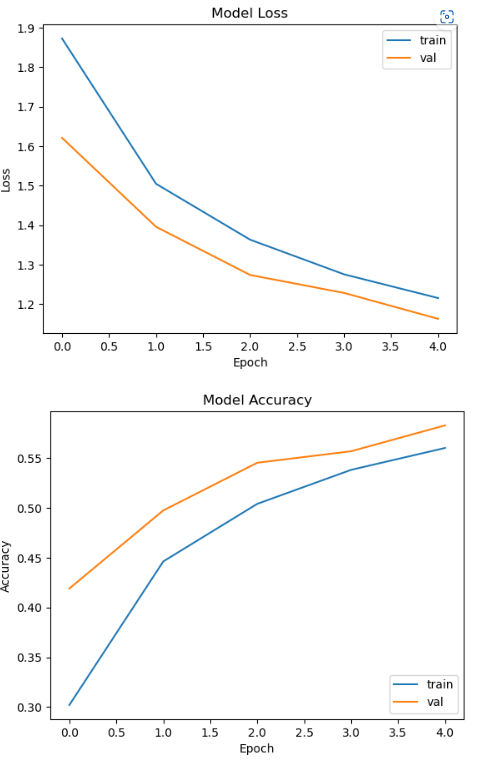 Model Loss
1.9
1.8
1.7
1.6
1.5
1.4
1.3
1.2
Loss
train
val
0.0 0.5 1.0 1.5 2.0 2.5 3.0 3.5 4.0
Epoch
Model Accuracy
0.55
0.50
0.45
0.40
0.35
0.30
Accuracy
train
val
0.0 0.5 1.0 1.5 2.0 2.5 3.0 3.5 4.0
Epoch